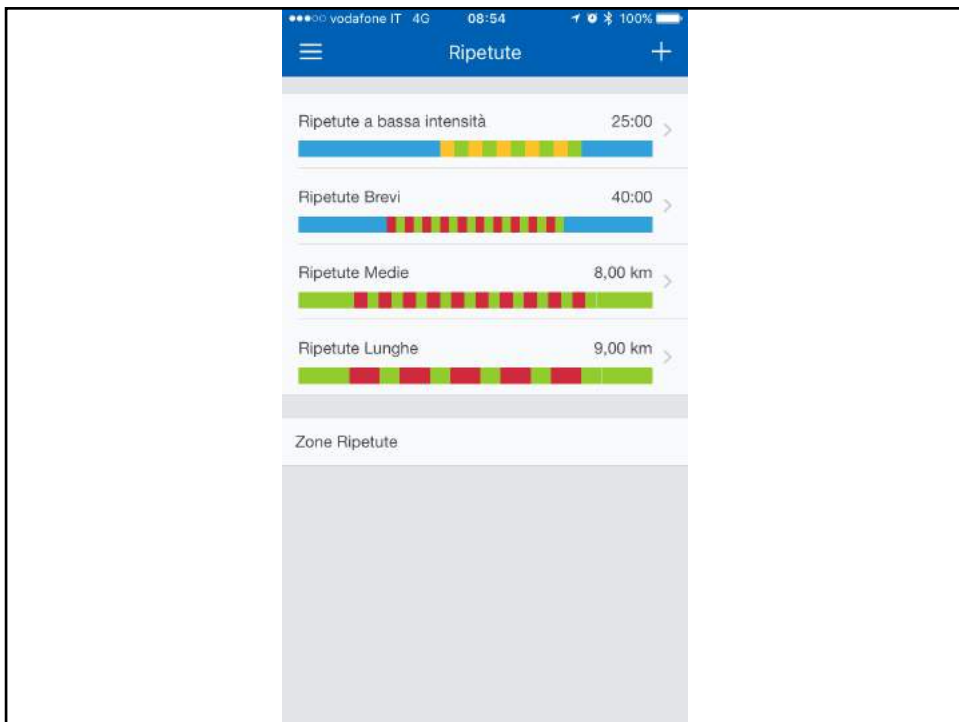 vodafone IT 4G 08:54 100%
Ripetute
Ripetute a bassa intensità 25:00
Ripetute Brevi 40:00
Ripetute Medie 8,00 km
Ripetute Lunghe 9,00 km
Zone Ripetute